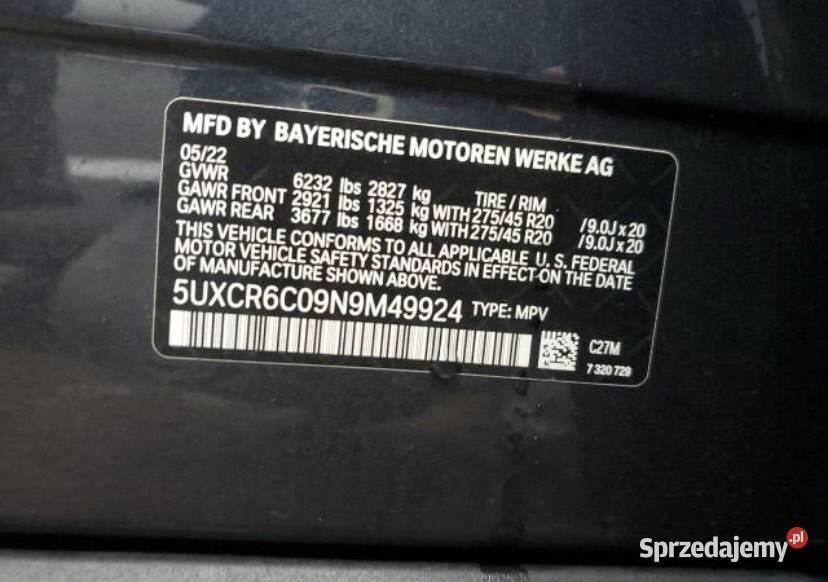 MFD BY BAYERISCHE MOTOREN WERKE AG
05/22
GVWR 6232 lbs 2827 kg TIRE / RIM
GAWR FRONT 2921 lbs 1325 kg WITH 275/45 R20 /9.0J x 20
GAWR REAR 3677 lbs 1668 kg WITH 275/45 R20 /9.0J x 20
THIS VEHICLE CONFORMS TO ALL APPLICABLE U. S. FEDERAL
MOTOR VEHICLE SAFETY STANDARDS IN EFFECT ON THE DATE
OF MANUFACTURE SHOWN ABOVE.
5UXCR6C09N9M49924 TYPE: MPV
C27M
7 320 729
Sprzedajemy.pl